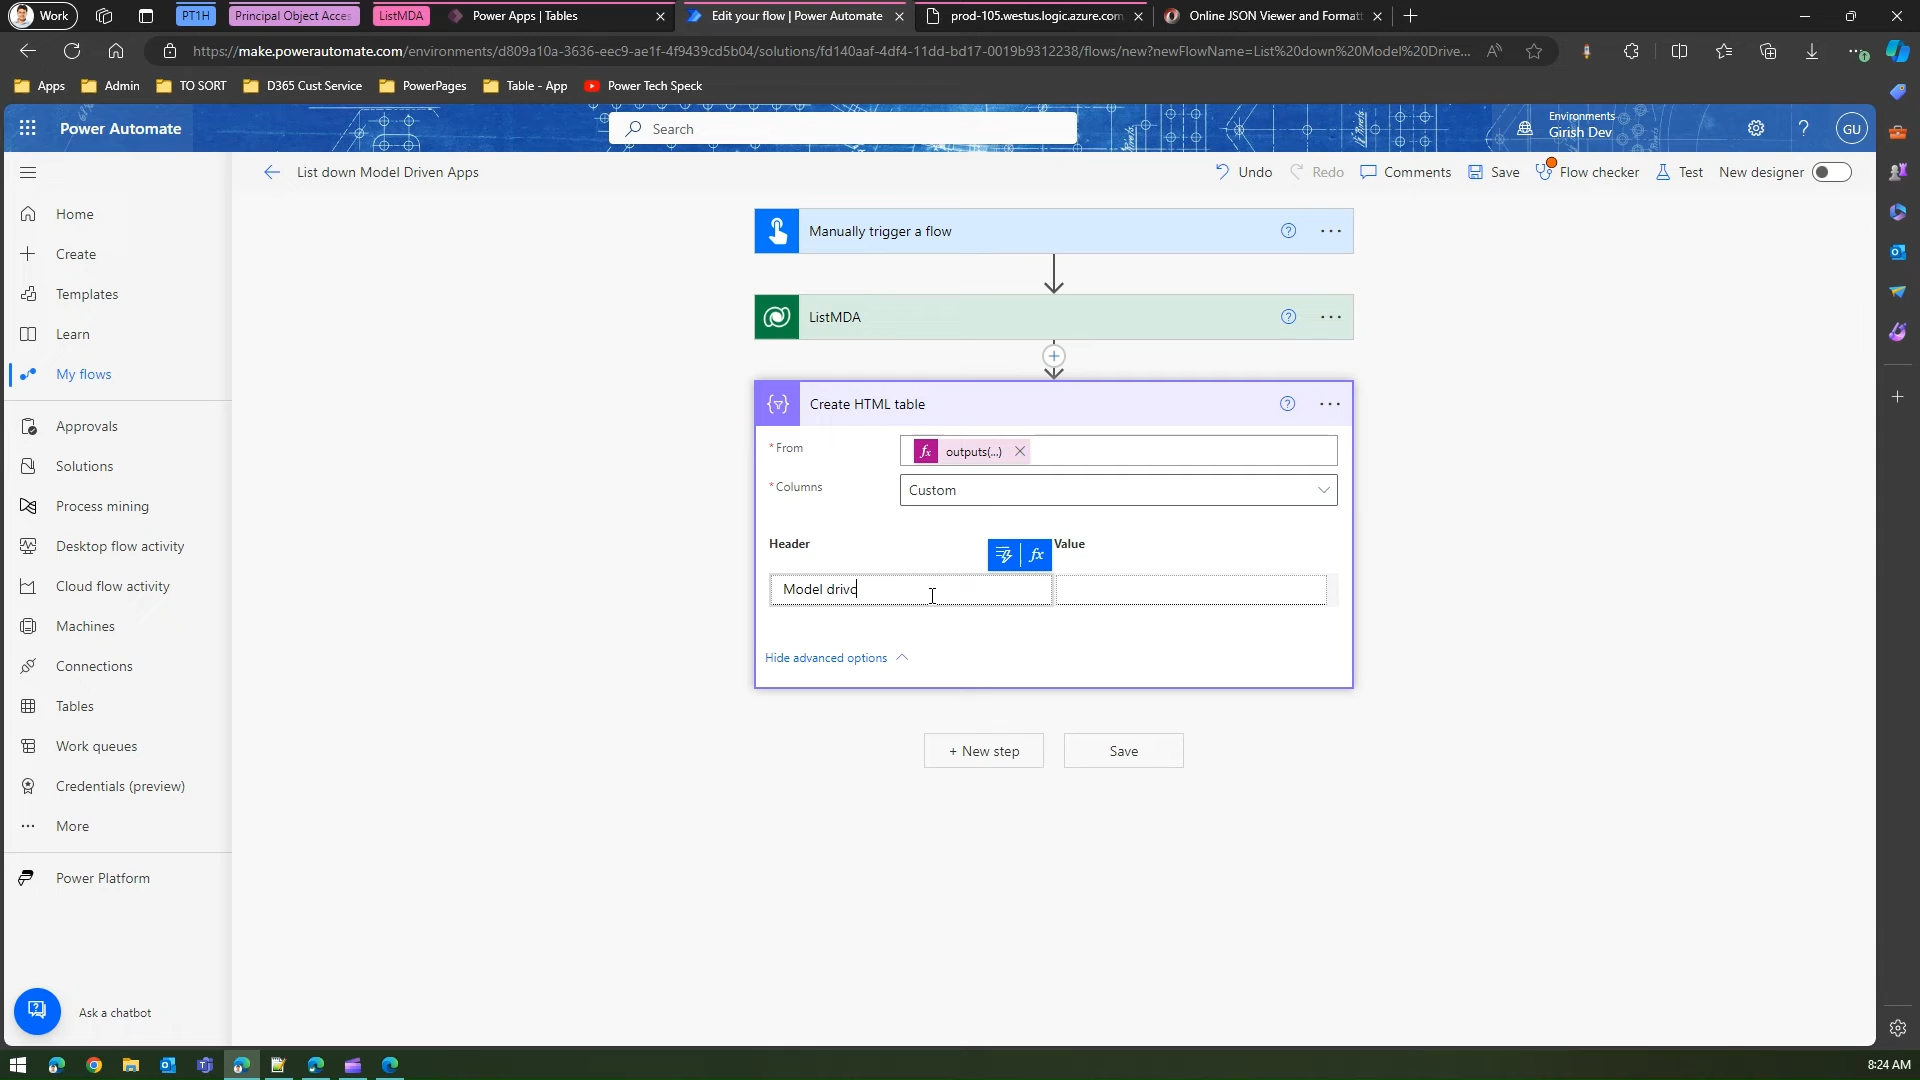 Work
PT1H
Principal Object Acces
ListMDA
Power Apps | Tables
Edit your flow | Power Automate
prod-105.westus.logic.azure.com
Online JSON Viewer and Formatt
https://make.powerautomate.com/environments/d809a10a-3636-eec9-ae1f-4f9439cd5b04/solutions/fd140aaf-4df4-11dd-bd17-0019b9312238/flows/new?newFlowName=List%20down%20Model%20Drive...
Apps
Admin
TO SORT
D365 Cust Service
PowerPages
Table - App
Power Tech Speck
Power Automate
Search
Environments
Girish Dev
GU
List down Model Driven Apps
Undo
Redo
Comments
Save
Flow checker
Test
New designer
Home
Create
Templates
Learn
My flows
Approvals
Solutions
Process mining
Desktop flow activity
Cloud flow activity
Machines
Connections
Tables
Work queues
Credentials (preview)
More
Power Platform
Ask a chatbot
Manually trigger a flow
ListMDA
Create HTML table
* From
fx outputs(...)
* Columns
Custom
Header
fx
Value
Model drivc
Hide advanced options
+ New step
Save
8:24 AM